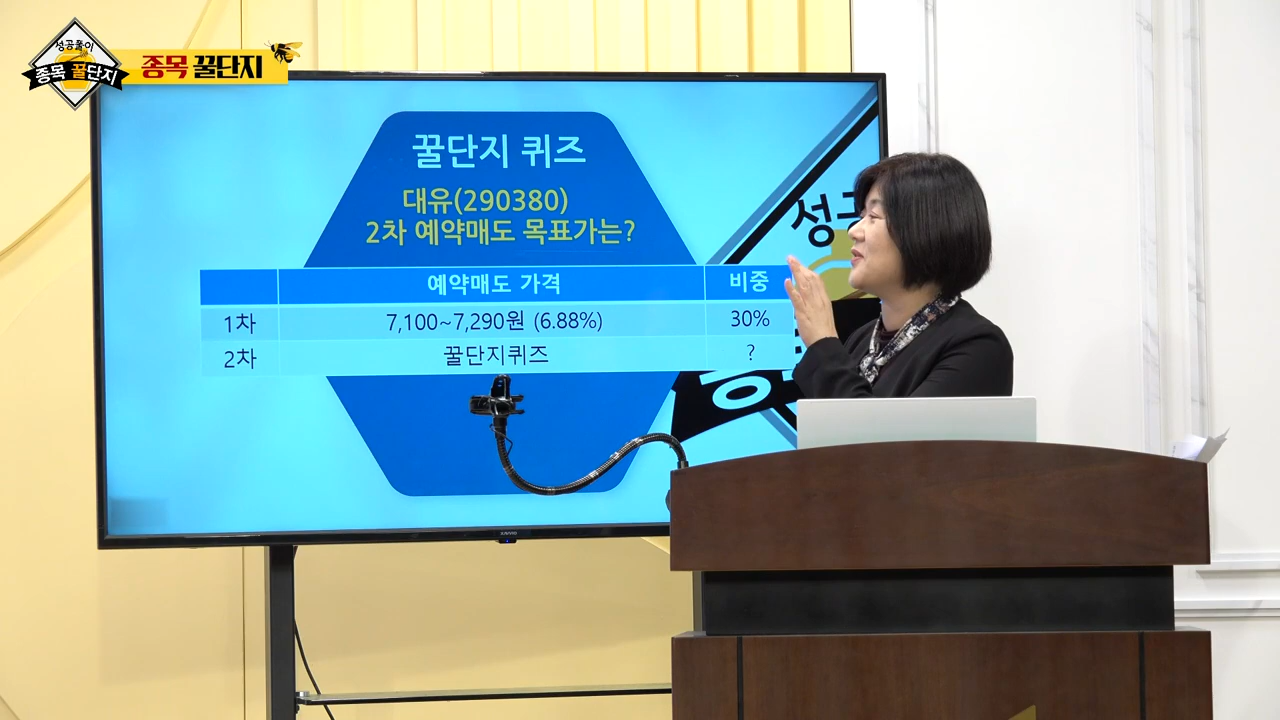 성공풀이
종목 꿀단지
종목 꿀단지
꿀단지 퀴즈
대유(290380)
2차 예약매도 목표가는?
예약매도 가격 비중
1차 7,100~7,290원 (6.88%) 30%
2차 꿀단지퀴즈 ?
성